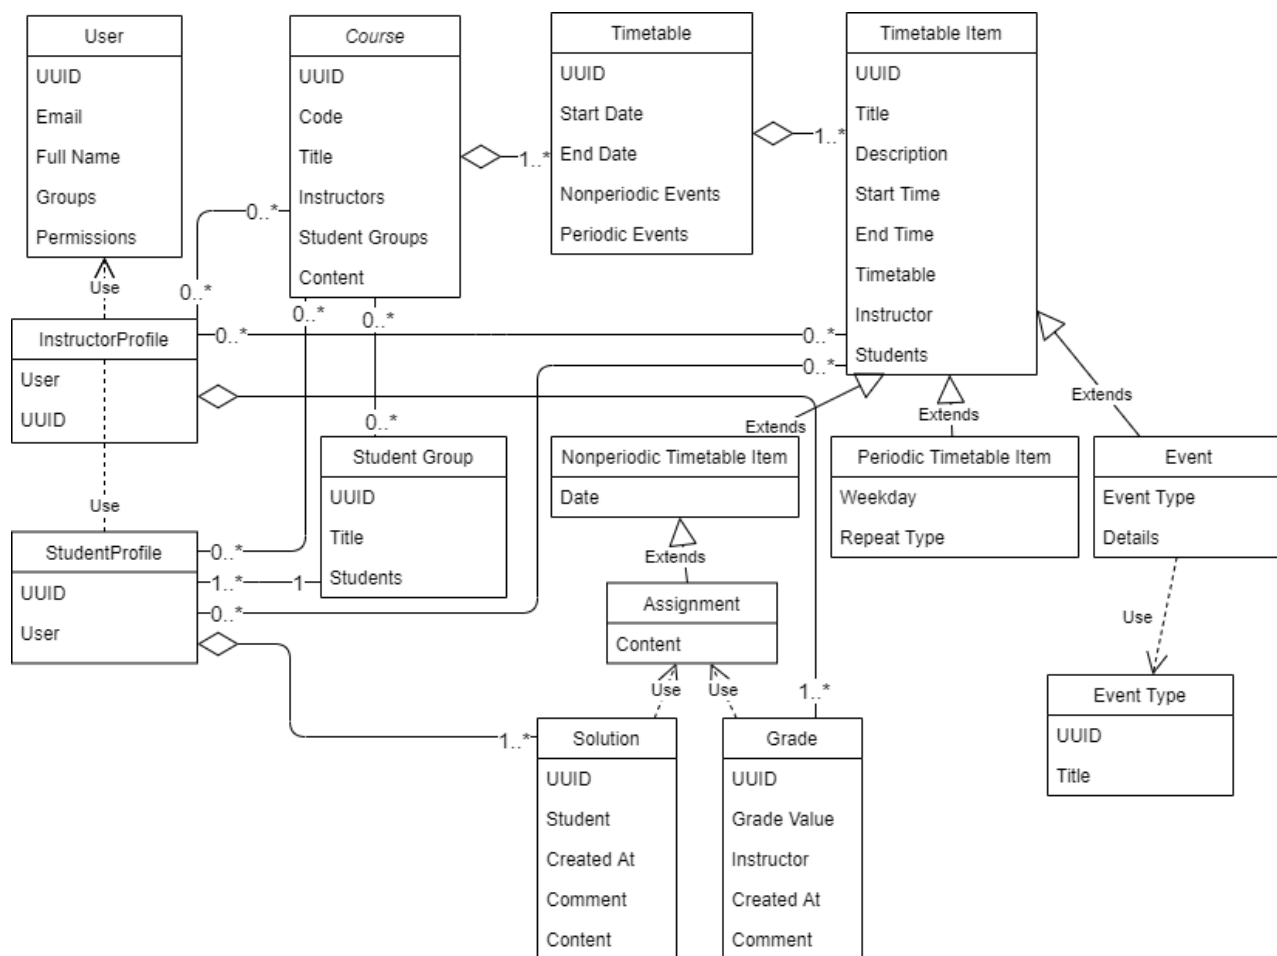 User
UUID
Email
Full Name
Groups
Permissions
Course
UUID
Code
Title
Instructors
Student Groups
Content
Timetable
UUID
Start Date
End Date
Nonperiodic Events
Periodic Events
Timetable Item
UUID
Title
Description
Start Time
End Time
Timetable
Instructor
Students
1..*
1..*
0..*
Use
0..*
0..*
0..*
InstructorProfile
User
UUID
0..*
0..*
0..*
Extends
Extends
Extends
0..*
Student Group
UUID
Title
Students
Nonperiodic Timetable Item
Date
Periodic Timetable Item
Weekday
Repeat Type
Event
Event Type
Details
Use
StudentProfile
UUID
User
0..*
1..*
1
0..*
Extends
Assignment
Content
Use
Use
Use
1..*
1..*
Event Type
UUID
Title
Solution
UUID
Student
Created At
Comment
Content
Grade
UUID
Grade Value
Instructor
Created At
Comment